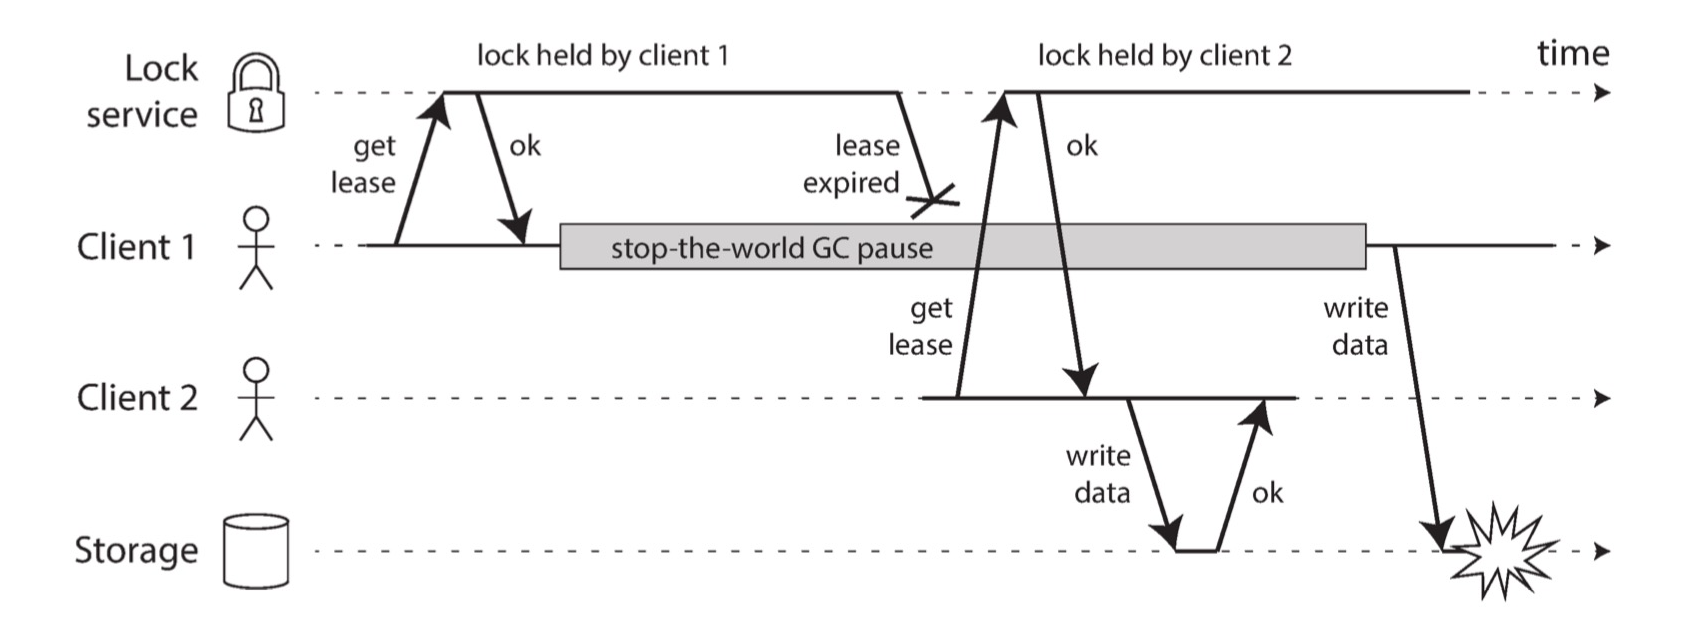 lock held by client 1
lock held by client 2
time
Lock
service
get
lease
ok
lease
expired
ok
Client 1
stop-the-world GC pause
get
lease
write
data
Client 2
write
data
ok
Storage